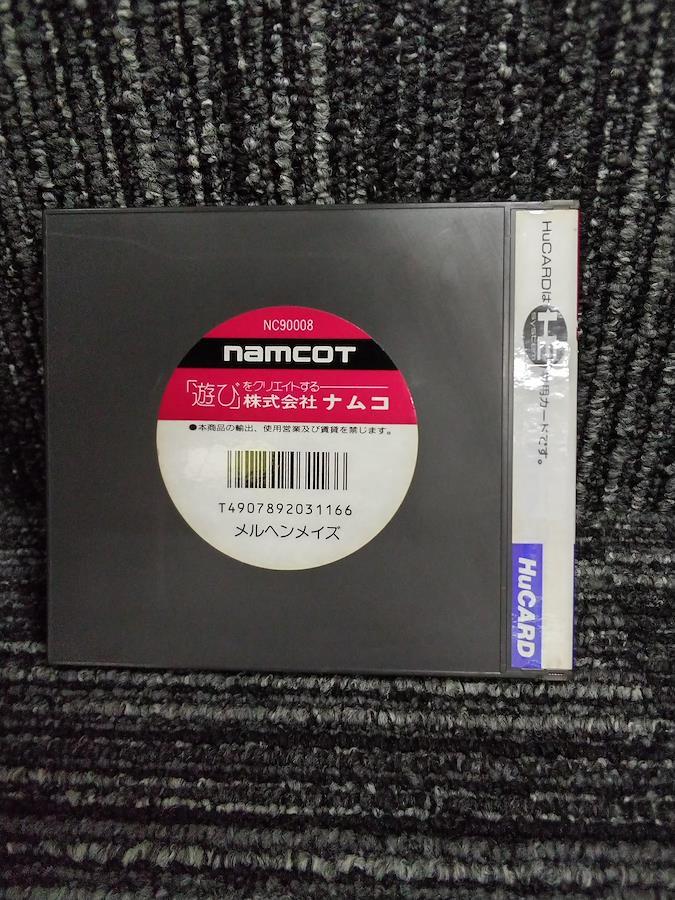 NC90008
namcoT
「遊び」をクリエイトする
株式会社 ナムコ
●本商品の輸出、使用営業及び賃貸を禁じます。
T4907892031166
メルヘンメイズ
HuCARDは
用カードです。
HuCARD